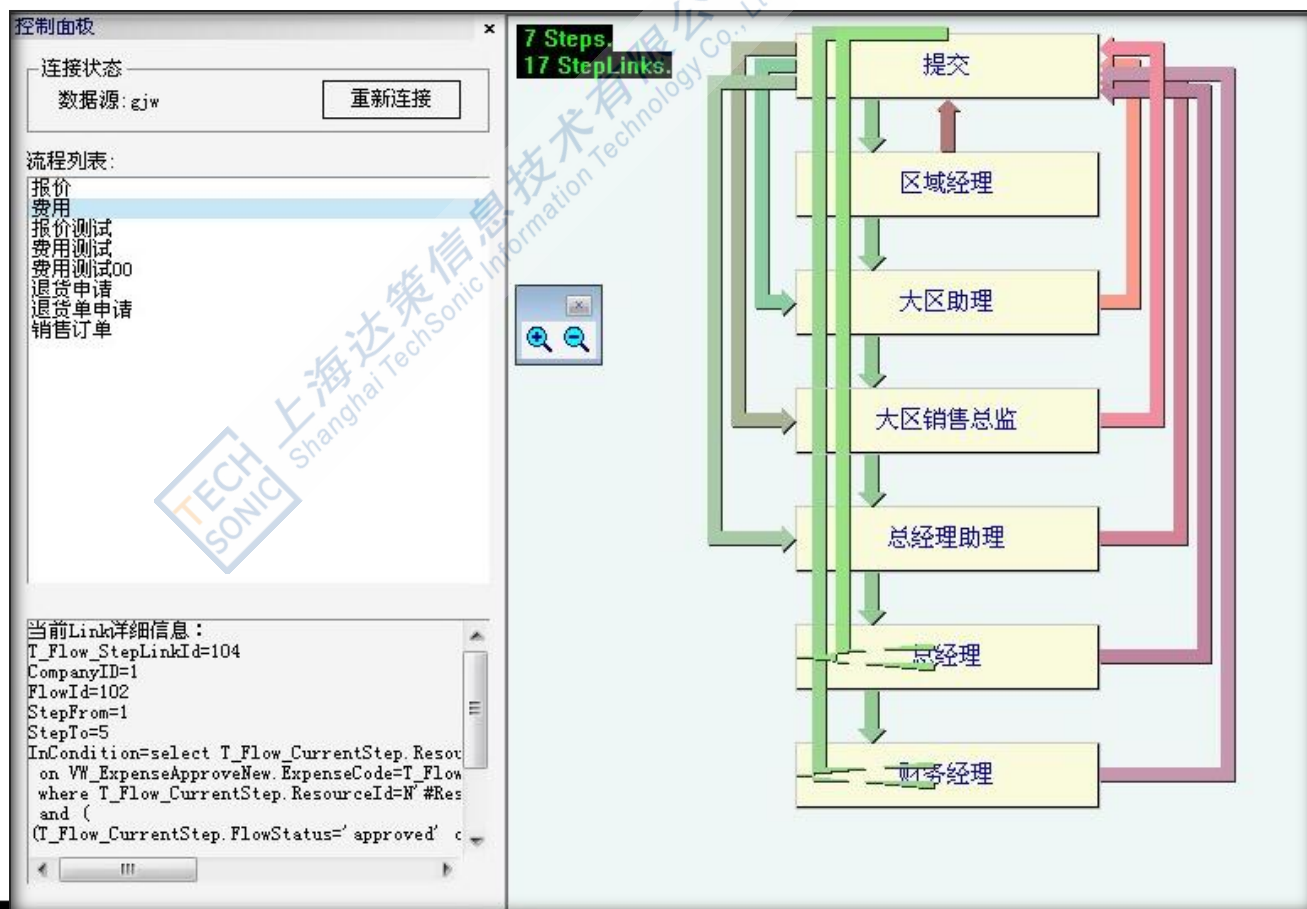 控制面板
连接状态
数据源:gjw
重新连接
流程列表:
报价
费用
报价测试
费用测试
费用测试00
退货申请
退货单申请
销售订单
当前Link详细信息：
T_Flow_StepLinkId=104
CompanyID=1
FlowId=102
StepFrom=1
StepTo=5
InCondition=select T_Flow_CurrentStep.Resou
on VW_ExpenseApproveNew.ExpenseCode=T_Flow
where T_Flow_CurrentStep.ResourceId=N'#Res
and (
(T_Flow_CurrentStep.FlowStatus='approved' c
7 Steps.
17 StepLinks.
提交
区域经理
大区助理
大区销售总监
总经理助理
总经理
财务经理
上海达策信息技术有限公
Shanghai TechSonic Information Technology Co., L
TECH
SONIC